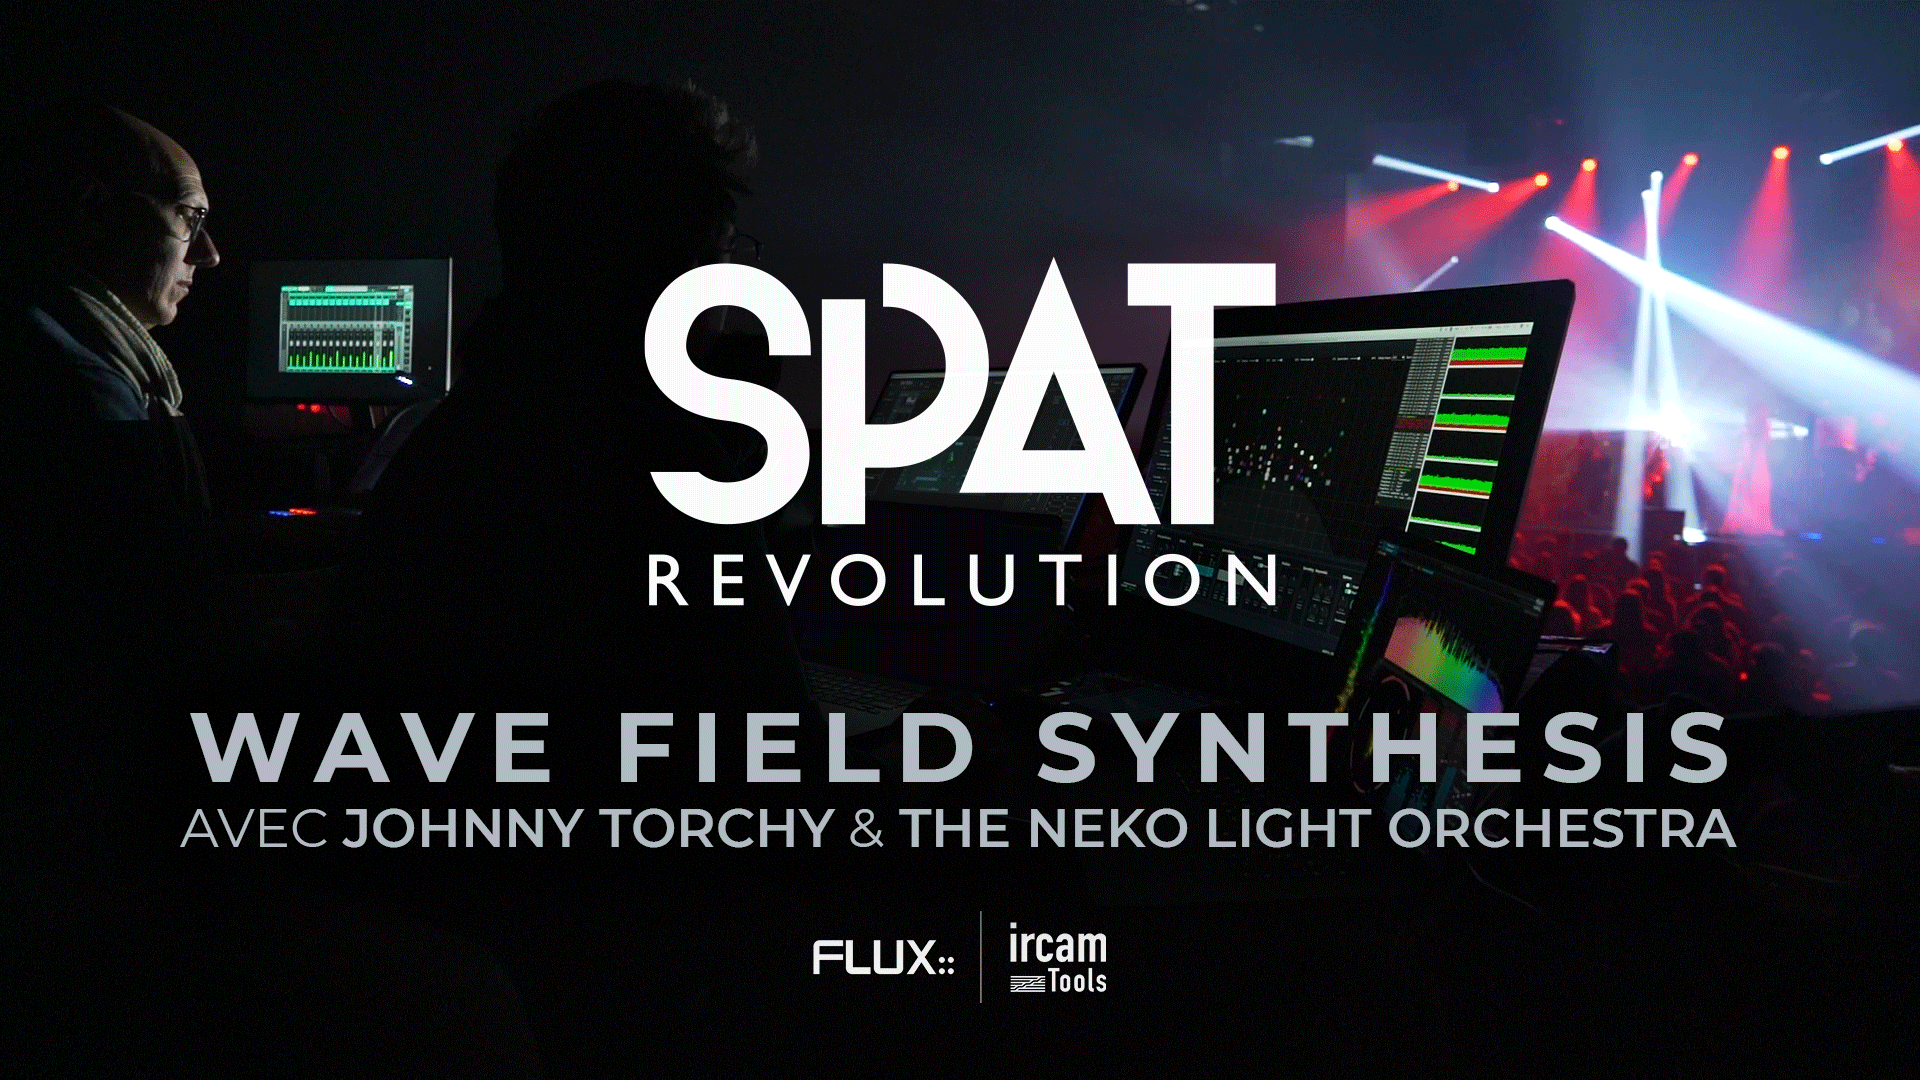 SPAT
REVOLUTION
WAVE FIELD SYNTHESIS
AVEC JOHNNY TORCHY & THE NEKO LIGHT ORCHESTRA
FLUX::
ircam
Tools